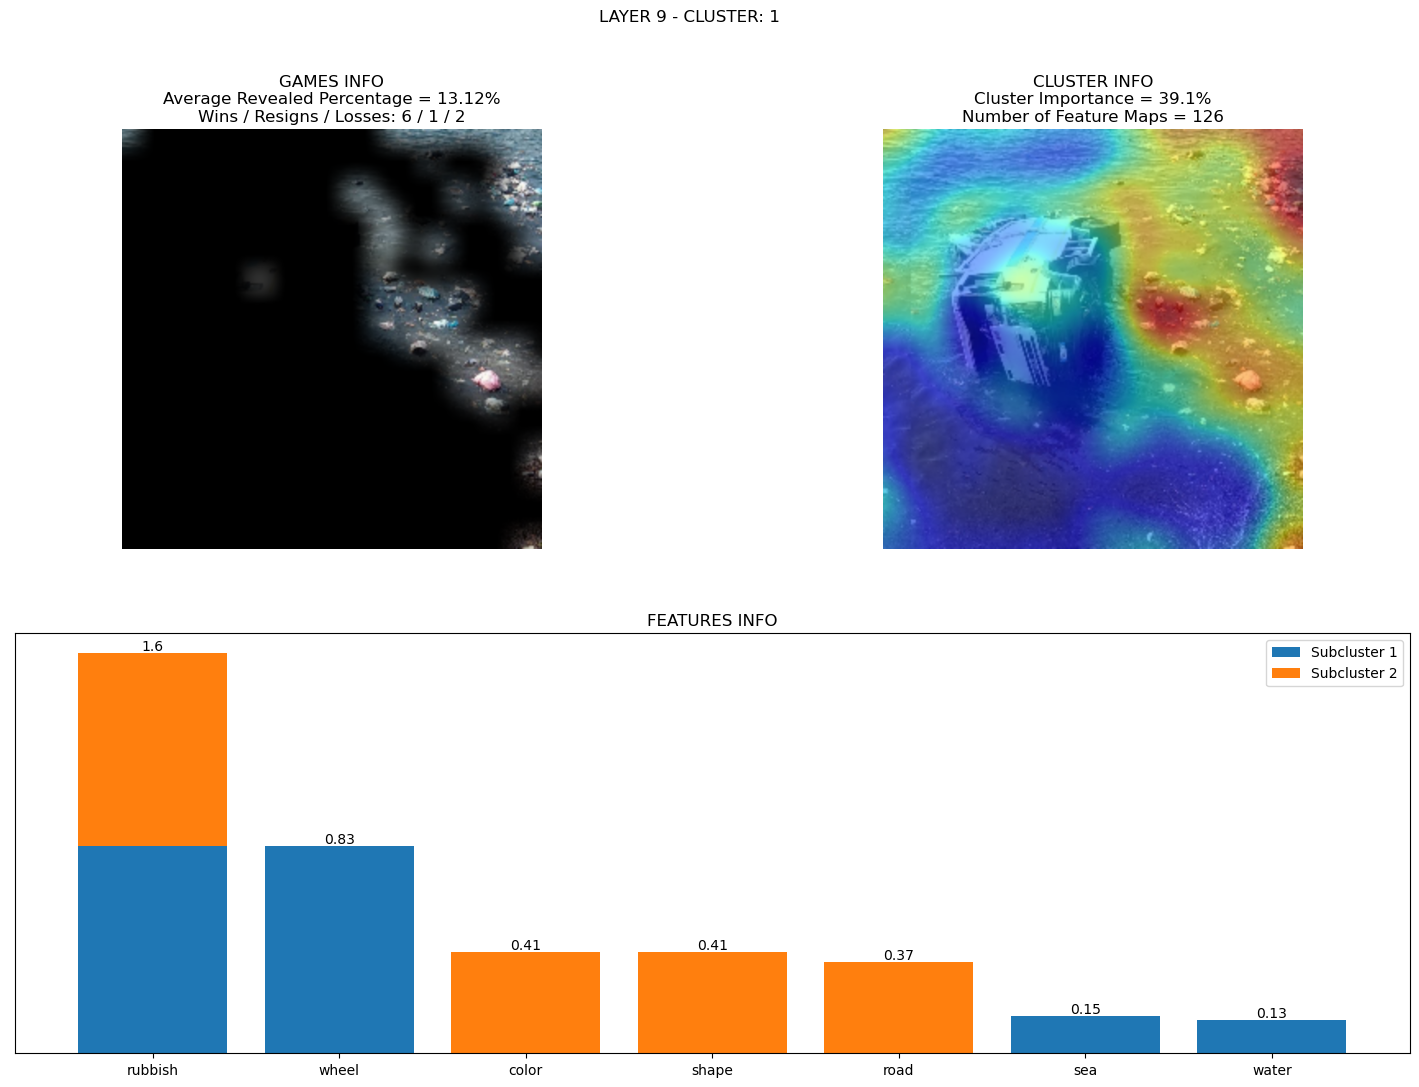 LAYER 9 - CLUSTER: 1
GAMES INFO
Average Revealed Percentage = 13.12%
Wins / Resigns / Losses: 6 / 1 / 2
CLUSTER INFO
Cluster Importance = 39.1%
Number of Feature Maps = 126
FEATURES INFO
Subcluster 1
Subcluster 2
1.6
0.83
0.41
0.41
0.37
0.15
0.13
rubbish
wheel
color
shape
road
sea
water